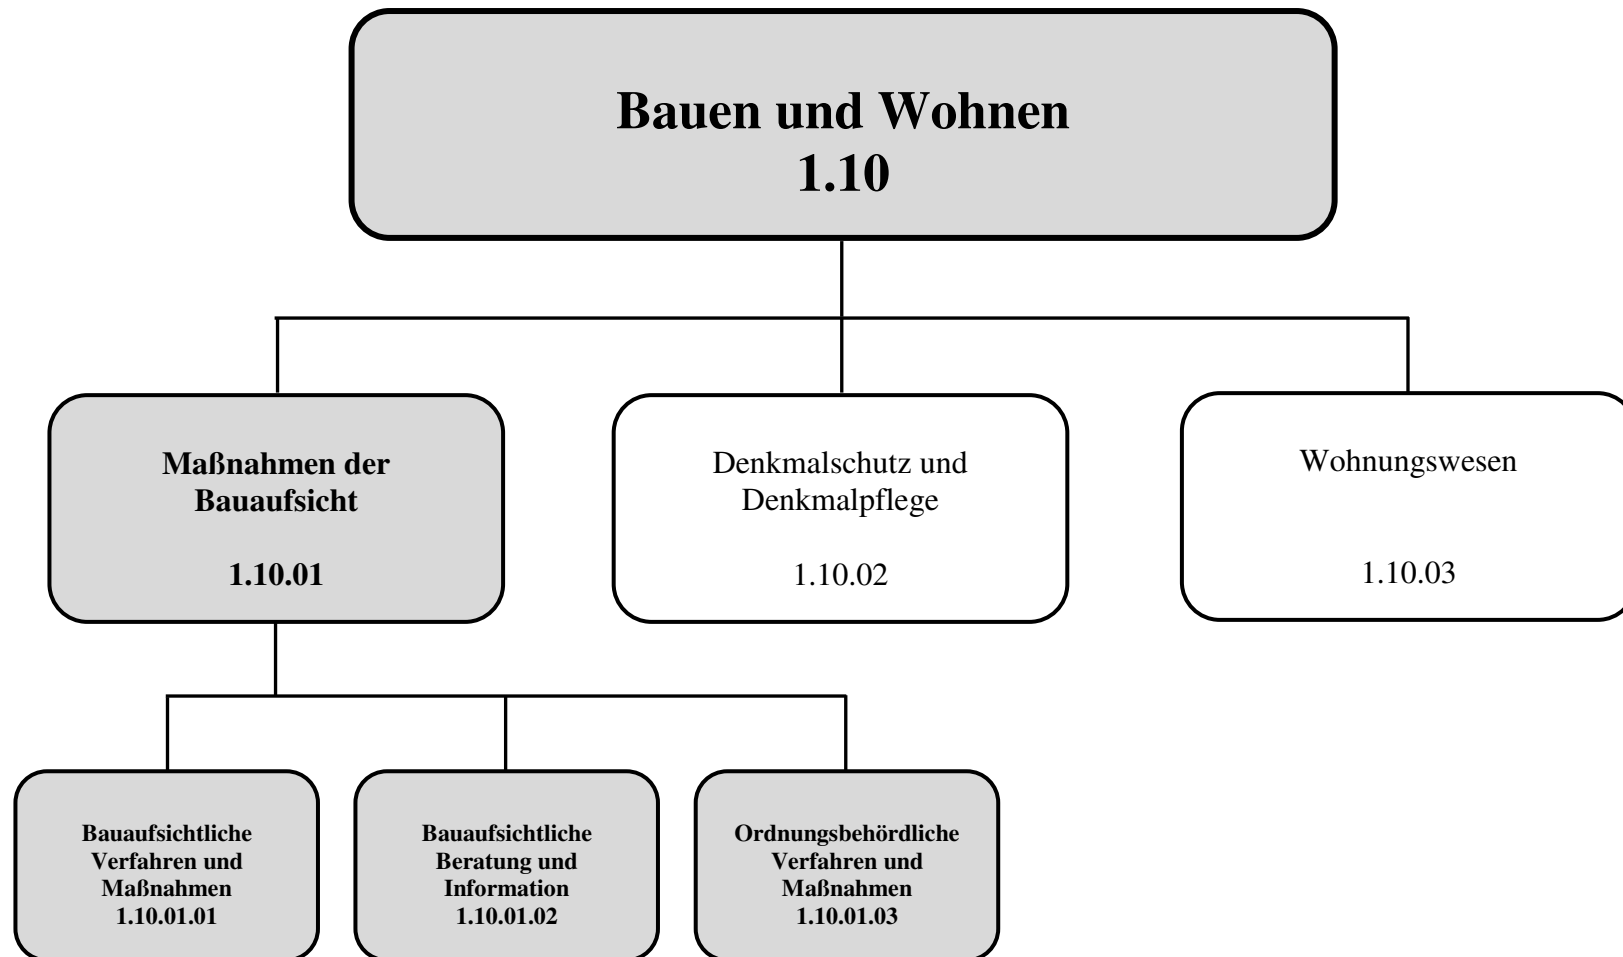 Bauen und Wohnen
1.10
Maßnahmen der
Bauaufsicht
1.10.01
Denkmalschutz und
Denkmalpflege
1.10.02
Wohnungswesen
1.10.03
Bauaufsichtliche
Verfahren und
Maßnahmen
1.10.01.01
Bauaufsichtliche
Beratung und
Information
1.10.01.02
Ordnungsbehördliche
Verfahren und
Maßnahmen
1.10.01.03